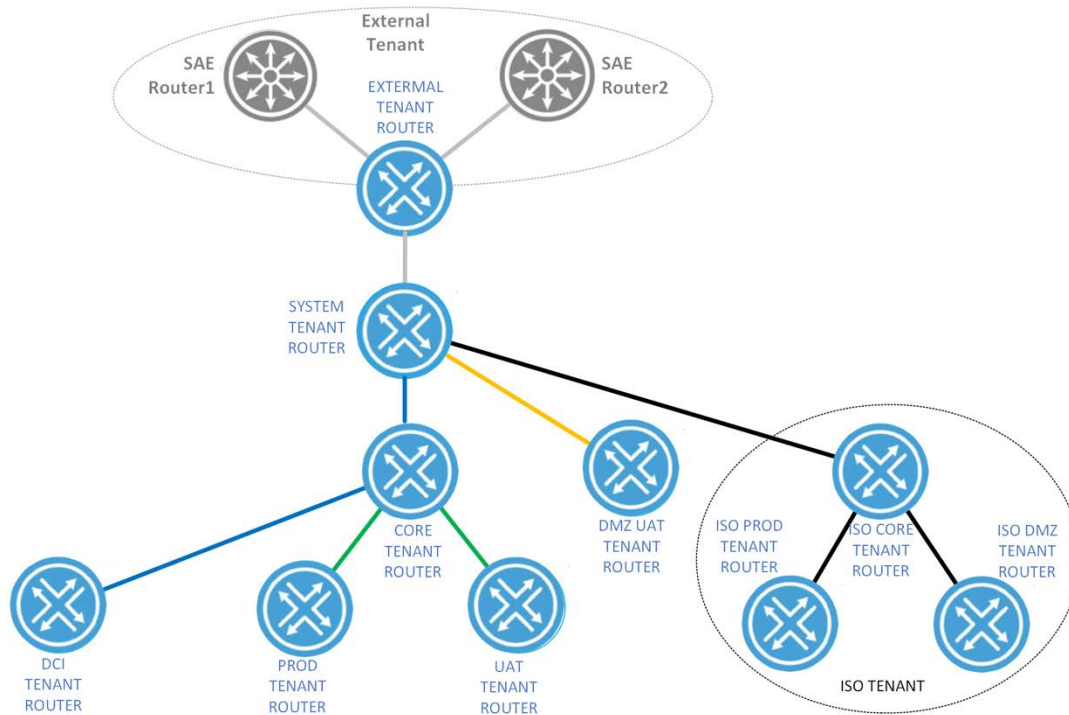 External
Tenant
SAE
Router1
SAE
Router2
EXTERNAL
TENANT
ROUTER
SYSTEM
TENANT
ROUTER
CORE
TENANT
ROUTER
DMZ UAT
TENANT
ROUTER
ISO PROD
TENANT
ROUTER
ISO CORE
TENANT
ROUTER
ISO DMZ
TENANT
ROUTER
DCI
TENANT
ROUTER
PROD
TENANT
ROUTER
UAT
TENANT
ROUTER
ISO TENANT